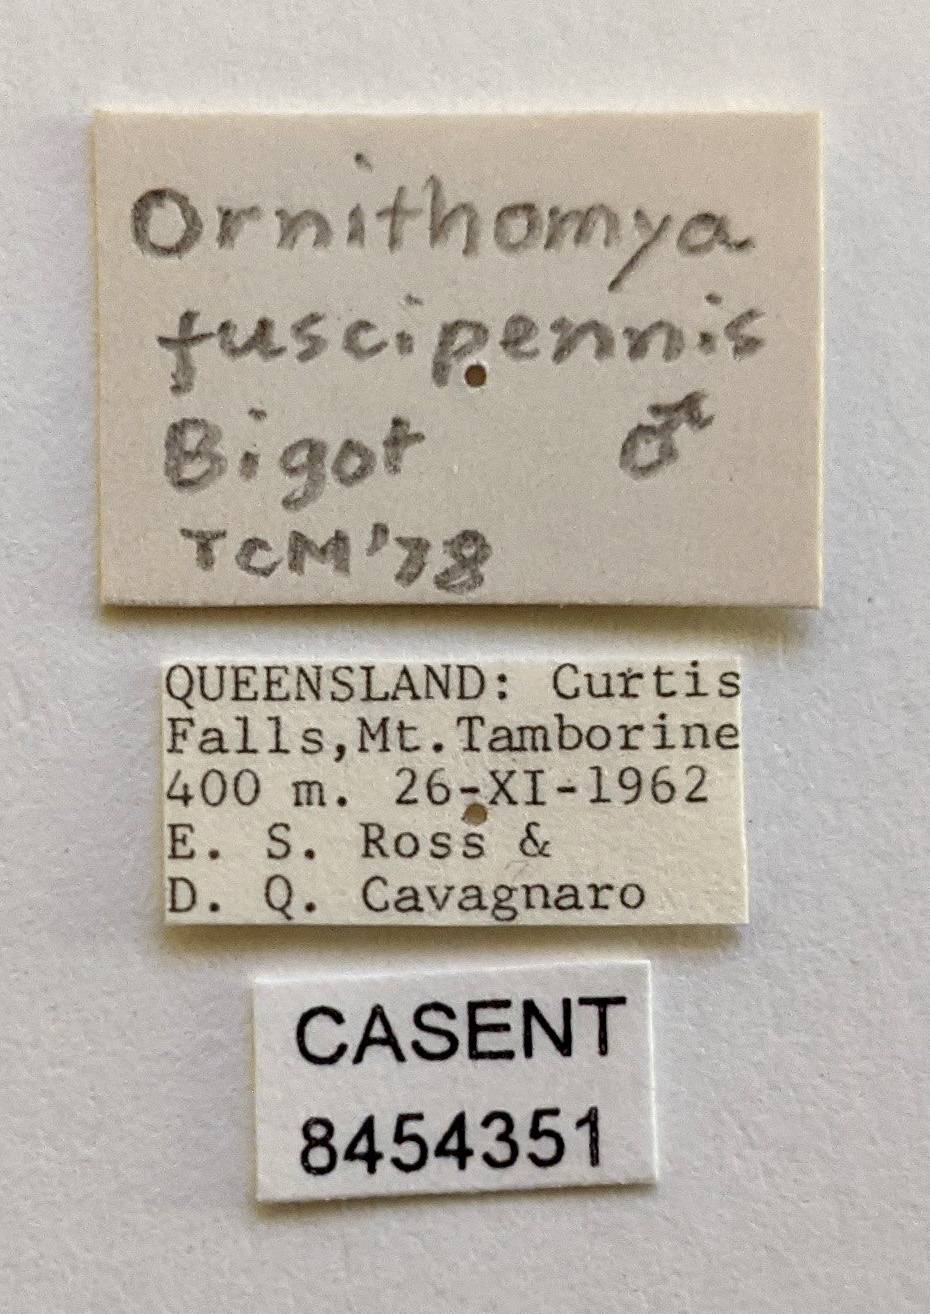 Ornithomya
fuscipennis
Bigot ♂
TCM '78
QUEENSLAND: Curtis
Falls,Mt.Tamborine
400 m. 26-XI-1962
E. S. Ross &
D. Q. Cavagnaro
CASENT
8454351